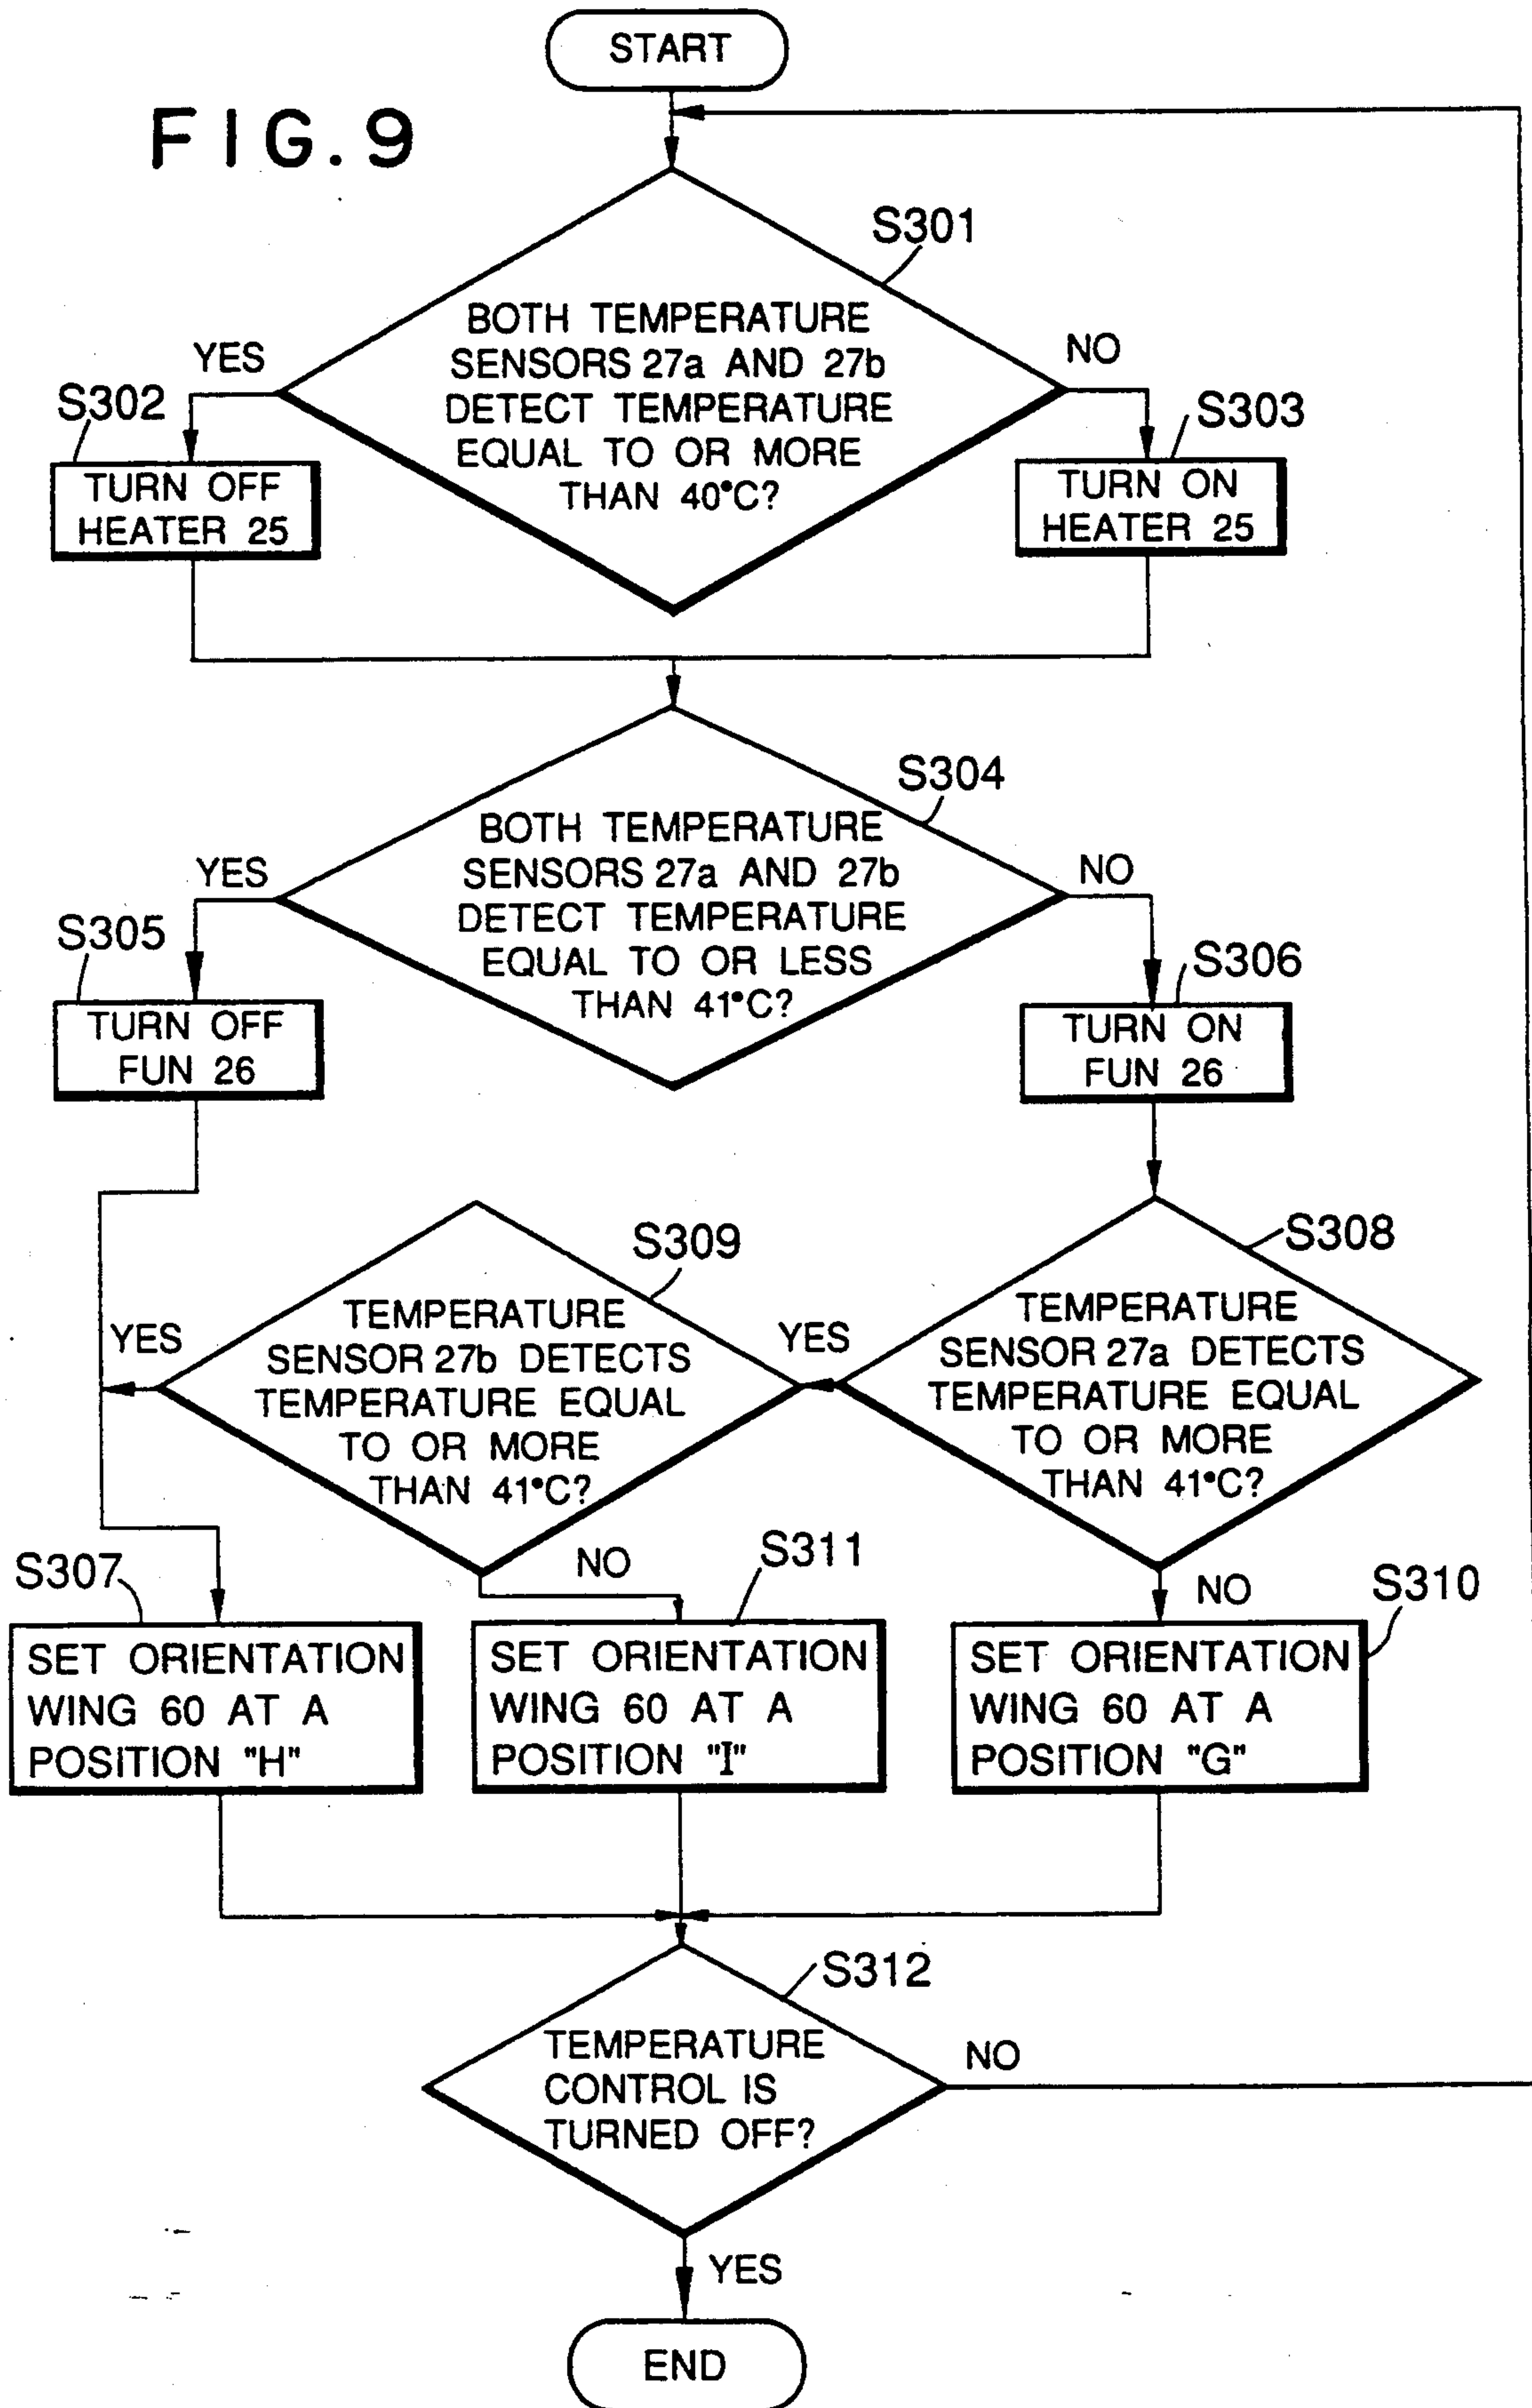 START
FIG. 9
S301
BOTH TEMPERATURE
SENSORS 27a AND 27b
DETECT TEMPERATURE
EQUAL TO OR MORE
THAN 40°C?
YES
NO
S302
TURN OFF
HEATER 25
S303
TURN ON
HEATER 25
S304
BOTH TEMPERATURE
SENSORS 27a AND 27b
DETECT TEMPERATURE
EQUAL TO OR LESS
THAN 41°C?
YES
NO
S305
TURN OFF
FUN 26
S306
TURN ON
FUN 26
S309
TEMPERATURE
SENSOR 27b DETECTS
TEMPERATURE EQUAL
TO OR MORE
THAN 41°C?
YES
YES
S308
TEMPERATURE
SENSOR 27a DETECTS
TEMPERATURE EQUAL
TO OR MORE
THAN 41°C?
NO
NO
S307
SET ORIENTATION
WING 60 AT A
POSITION "H"
S311
SET ORIENTATION
WING 60 AT A
POSITION "I"
S310
SET ORIENTATION
WING 60 AT A
POSITION "G"
S312
TEMPERATURE
CONTROL IS
TURNED OFF?
NO
YES
END